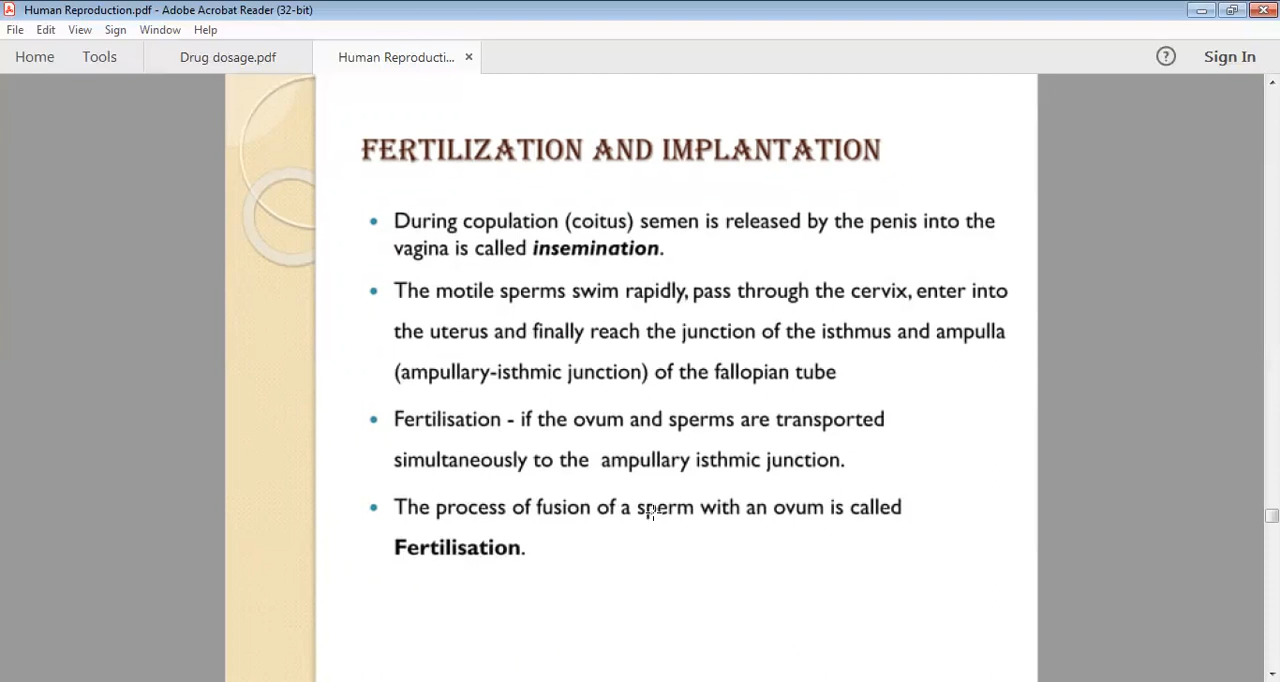 Human Reproduction.pdf - Adobe Acrobat Reader (32-bit)
File Edit View Sign Window Help
Home Tools Drug dosage.pdf Human Reproducti... × ? Sign In
FERTILIZATION AND IMPLANTATION
• During copulation (coitus) semen is released by the penis into the
vagina is called insemination.
• The motile sperms swim rapidly, pass through the cervix, enter into
the uterus and finally reach the junction of the isthmus and ampulla
(ampullary-isthmic junction) of the fallopian tube
• Fertilisation - if the ovum and sperms are transported
simultaneously to the ampullary isthmic junction.
• The process of fusion of a sperm with an ovum is called
Fertilisation.